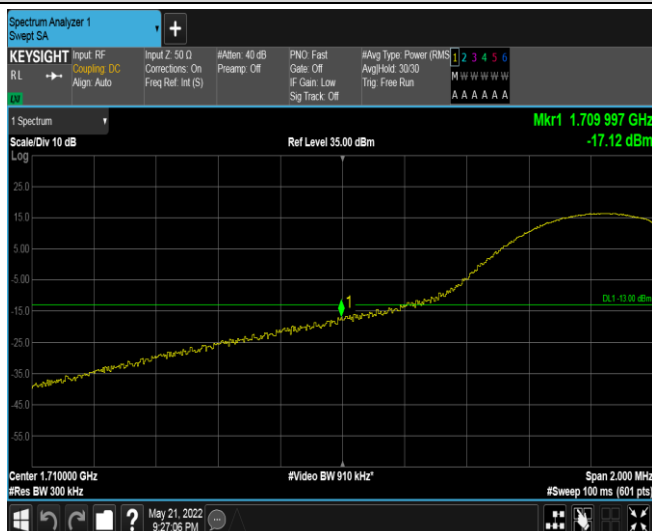 Spectrum Analyzer 1
Swept SA
+
KEYSIGHT
RL
Input: RF
Coupling: DC
Align: Auto
Input Z: 50 Ω
Corrections: On
Freq Ref: Int (S)
#Atten: 40 dB
Preamp: Off
PNO: Fast
Gate: Off
IF Gain: Low
Sig Track: Off
#Avg Type: Power (RMS
Avg|Hold: 30/30
Trig: Free Run
1 2 3 4 5 6
M W W W W W
A A A A A A
1 Spectrum
Scale/Div 10 dB
Ref Level 35.00 dBm
Mkr1 1.709 997 GHz
-17.12 dBm
Log
25.0
15.0
5.00
-5.00
-15.0
-25.0
-35.0
-45.0
-55.0
1
DL1 -13.00 dBm
Center 1.710000 GHz
#Video BW 910 kHz*
Span 2.000 MHz
#Res BW 300 kHz
#Sweep 100 ms (601 pts)
?
May 21, 2022
9:27:06 PM